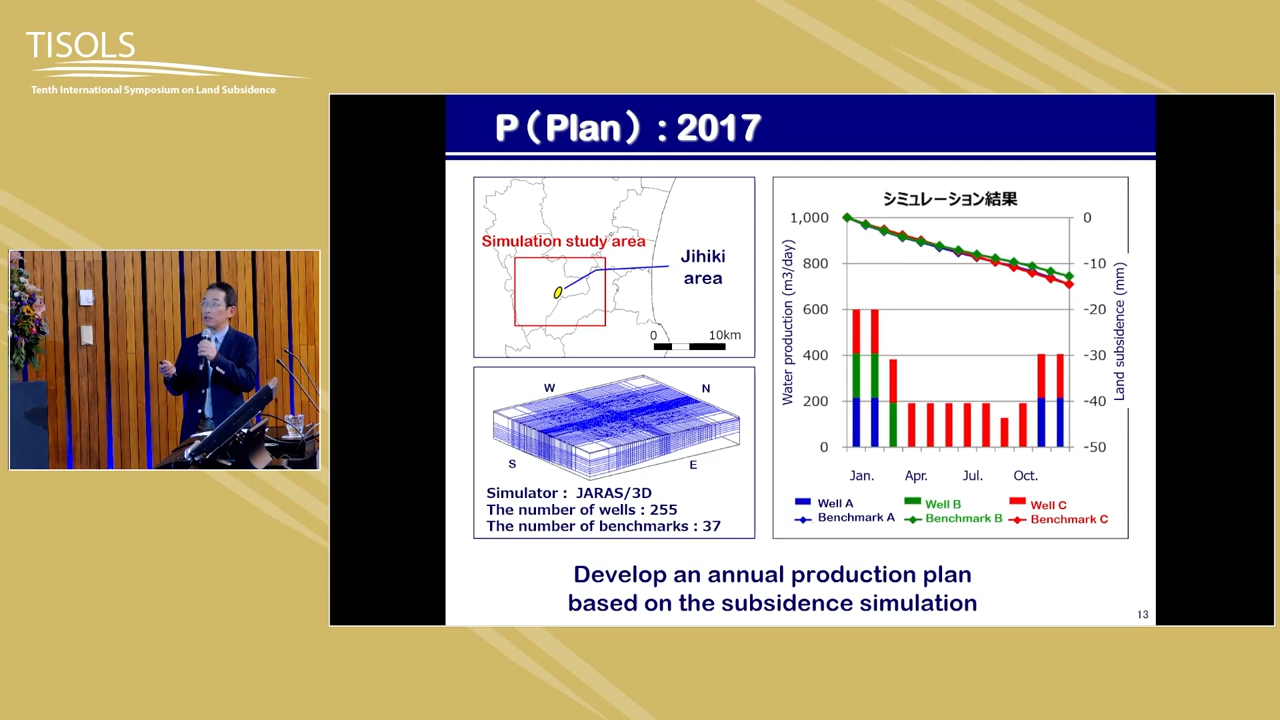 TISOLS
Tenth International Symposium on Land Subsidence
P（Plan）: 2017
Simulation study area
Jihiki
area
0 10km
W N
S E
Simulator : JARAS/3D
The number of wells : 255
The number of benchmarks : 37
シミュレーション結果
Water production (m3/day)
1,000
800
600
400
200
0
0
-10
-20
-30
-40
-50
Land subsidence (mm)
Jan. Apr. Jul. Oct.
Well A Well B Well C
Benchmark A Benchmark B Benchmark C
Develop an annual production plan
based on the subsidence simulation
13